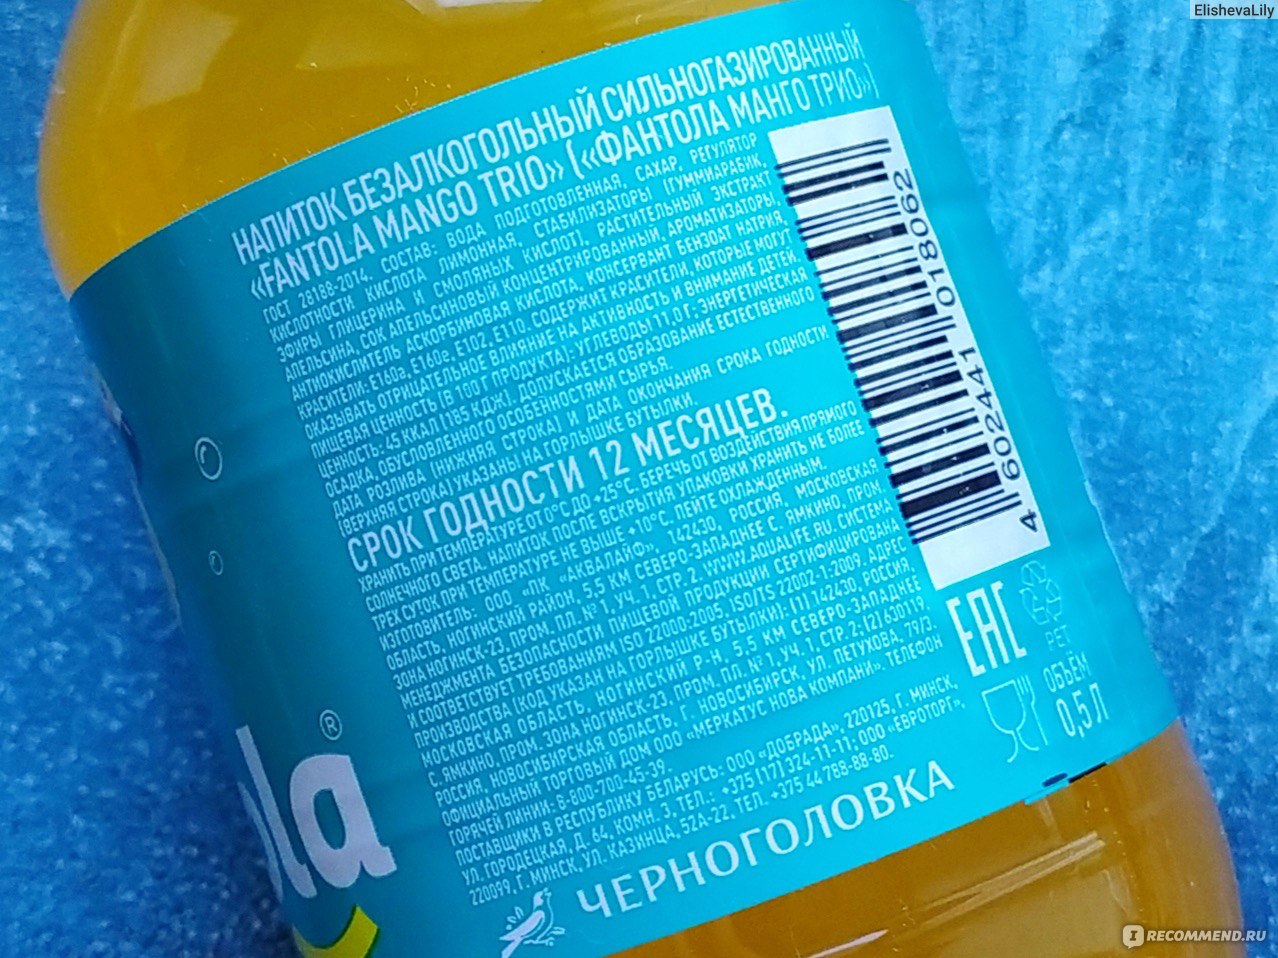 ElishevaLily
НАПИТОК БЕЗАЛКОГОЛЬНЫЙ СИЛЬНОГАЗИРОВАННЫЙ
«FANTOLA MANGO TRIO» («ФАНТОЛА МАНГО ТРИО»)
ГОСТ 28188-2014. СОСТАВ: ВОДА ПОДГОТОВЛЕННАЯ, САХАР, РЕГУЛЯТОР
КИСЛОТНОСТИ КИСЛОТА ЛИМОННАЯ, СТАБИЛИЗАТОРЫ (ГУММИАРАБИК,
ЭФИРЫ ГЛИЦЕРИНА И СМОЛЯНЫХ КИСЛОТ), РАСТИТЕЛЬНЫЙ ЭКСТРАКТ
АПЕЛЬСИНА, СОК АПЕЛЬСИНОВЫЙ КОНЦЕНТРИРОВАННЫЙ, АРОМАТИЗАТОРЫ,
АНТИОКИСЛИТЕЛЬ АСКОРБИНОВАЯ КИСЛОТА, КОНСЕРВАНТ БЕНЗОАТ НАТРИЯ,
КРАСИТЕЛИ: Е160а, Е160е, Е102, Е110. СОДЕРЖИТ КРАСИТЕЛИ, КОТОРЫЕ МОГУТ
ОКАЗЫВАТЬ ОТРИЦАТЕЛЬНОЕ ВЛИЯНИЕ НА АКТИВНОСТЬ И ВНИМАНИЕ ДЕТЕЙ.
ПИЩЕВАЯ ЦЕННОСТЬ (В 100 Г ПРОДУКТА): УГЛЕВОДЫ 11,0 Г; ЭНЕРГЕТИЧЕСКАЯ
ЦЕННОСТЬ: 45 ККАЛ (185 КДЖ). ДОПУСКАЕТСЯ ОБРАЗОВАНИЕ ЕСТЕСТВЕННОГО
ОСАДКА, ОБУСЛОВЛЕННОГО ОСОБЕННОСТЯМИ СЫРЬЯ.
ДАТА РОЗЛИВА (НИЖНЯЯ СТРОКА) И ДАТА ОКОНЧАНИЯ СРОКА ГОДНОСТИ
(ВЕРХНЯЯ СТРОКА) УКАЗАНЫ НА ГОРЛЫШКЕ БУТЫЛКИ.
СРОК ГОДНОСТИ 12 МЕСЯЦЕВ.
ХРАНИТЬ ПРИ ТЕМПЕРАТУРЕ ОТ 0°С ДО +25°С. БЕРЕЧЬ ОТ ВОЗДЕЙСТВИЯ ПРЯМОГО
СОЛНЕЧНОГО СВЕТА. НАПИТОК ПОСЛЕ ВСКРЫТИЯ УПАКОВКИ ХРАНИТЬ НЕ БОЛЕЕ
ТРЕХ СУТОК ПРИ ТЕМПЕРАТУРЕ НЕ ВЫШЕ +10°С. ПЕЙТЕ ОХЛАЖДЕННЫМ.
ИЗГОТОВИТЕЛЬ: ООО «ПК «АКВАЛАЙФ», 142430, РОССИЯ, МОСКОВСКАЯ
ОБЛАСТЬ, НОГИНСКИЙ РАЙОН, 5,5 КМ СЕВЕРО-ЗАПАДНЕЕ С. ЯМКИНО, ПРОМ.
ЗОНА НОГИНСК-23, ПРОМ. ПЛ. № 1, УЧ. 1, СТР. 2. WWW.AQUALIFE.RU. СИСТЕМА
МЕНЕДЖМЕНТА БЕЗОПАСНОСТИ ПИЩЕВОЙ ПРОДУКЦИИ СЕРТИФИЦИРОВАНА
И СООТВЕТСТВУЕТ ТРЕБОВАНИЯМ ISO 22000-2005, ISO/TS 22002-1-2009. АДРЕС
ПРОИЗВОДСТВА (КОД УКАЗАН НА ГОРЛЫШКЕ БУТЫЛКИ): (1) 142430, РОССИЯ,
МОСКОВСКАЯ ОБЛАСТЬ, НОГИНСКИЙ Р-Н, 5,5 КМ СЕВЕРО-ЗАПАДНЕЕ
С. ЯМКИНО, ПРОМ. ЗОНА НОГИНСК-23, ПРОМ. ПЛ. № 1, УЧ. 1, СТР. 2; (2) 630119,
РОССИЯ, НОВОСИБИРСКАЯ ОБЛАСТЬ, Г. НОВОСИБИРСК, УЛ. ПЕТУХОВА, 79/3.
ОФИЦИАЛЬНЫЙ ТОРГОВЫЙ ДОМ ООО «МЕРКАТУС НОВА КОМПАНИ». ТЕЛЕФОН
ГОРЯЧЕЙ ЛИНИИ: 8-800-700-45-39.
ПОСТАВЩИКИ В РЕСПУБЛИКУ БЕЛАРУСЬ: ООО «ДОБРАДА», 220125, Г. МИНСК,
УЛ. ГОРОДЕЦКАЯ, Д. 64, КОМН. 3, ТЕЛ.: +375 (17) 324-11-11; ООО «ЕВРОТОРГ»,
220099, Г. МИНСК, УЛ. КАЗИНЦА, 52А-22, ТЕЛ. +375 44 788-88-80.
ЧЕРНОГОЛОВКА
4 602441 018062
ЕАС
PET
ОБЪЁМ
0,5 Л
ola®
IRECOMMEND.RU